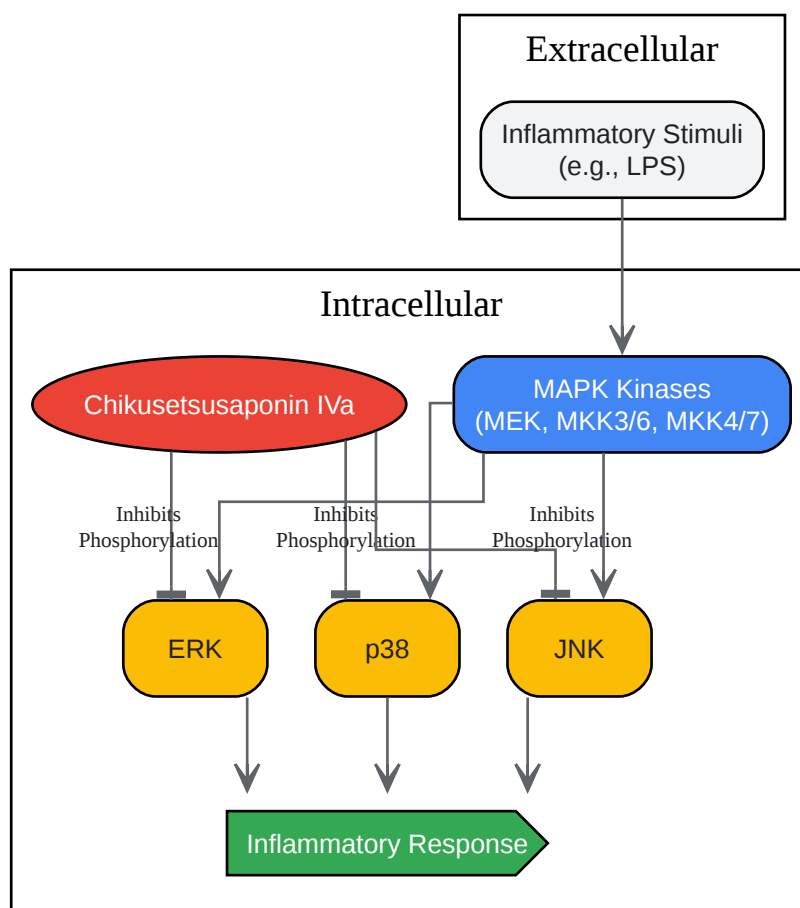 Extracellular
Inflammatory Stimuli
(e.g., LPS)
Intracellular
Chikusetsusaponin IVa
MAPK Kinases
(MEK, MKK3/6, MKK4/7)
Inhibits
Phosphorylation
Inhibits
Phosphorylation
Inhibits
Phosphorylation
ERK
p38
JNK
Inflammatory Response